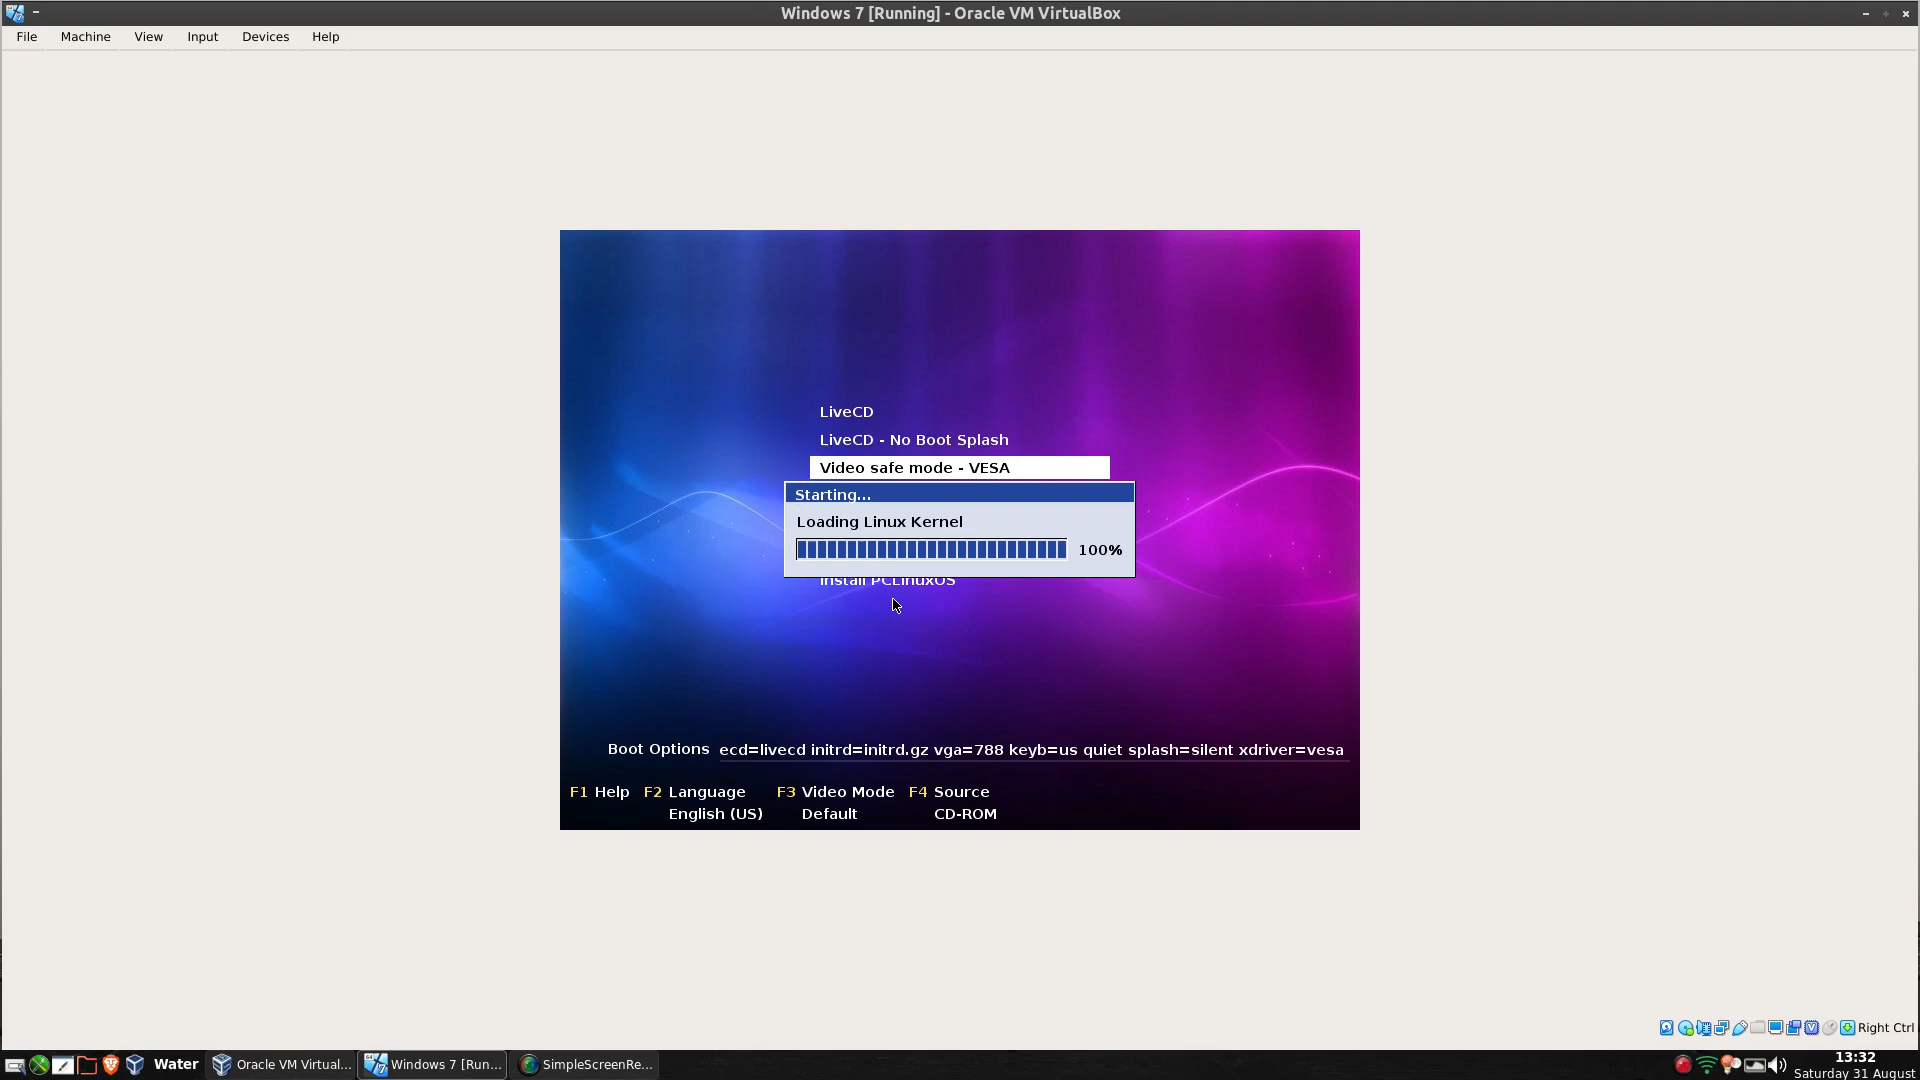 Windows 7 [Running] - Oracle VM VirtualBox
File Machine View Input Devices Help
LiveCD
LiveCD - No Boot Splash
Video safe mode - VESA
Starting...
Loading Linux Kernel
100%
Install PCLinuxOS
Boot Options ecd=livecd initrd=initrd.gz vga=788 keyb=us quiet splash=silent xdriver=vesa
F1 Help F2 Language F3 Video Mode F4 Source
English (US) Default CD-ROM
Right Ctrl
Water Oracle VM Virtual... Windows 7 [Run... SimpleScreenRe... 13:32
Saturday 31 August